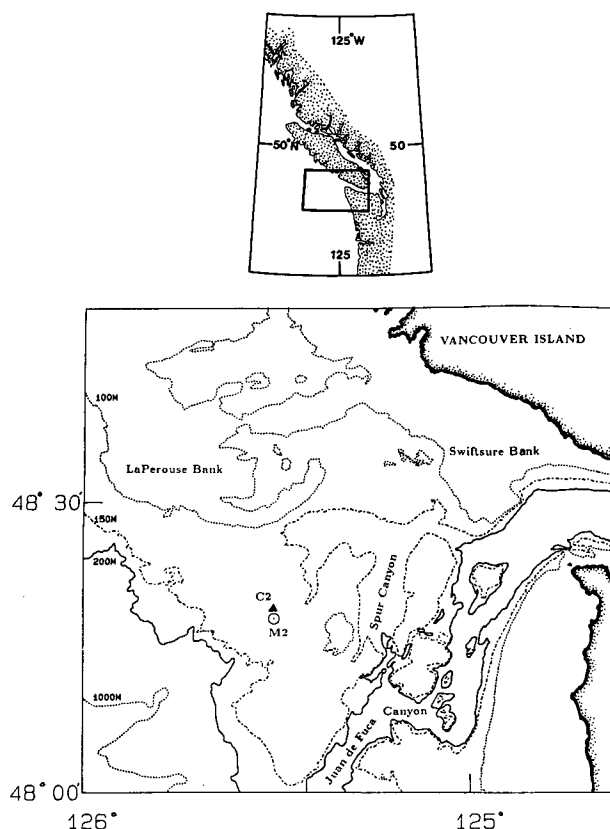 125°W
50°N
50
125
VANCOUVER ISLAND
100M
LaPerouse Bank
Swiftsure Bank
48° 30'
150M
200M
Spur Canyon
C2
M2
1000M
Canyon
Juan de Fuca
48° 00'
126°
125°